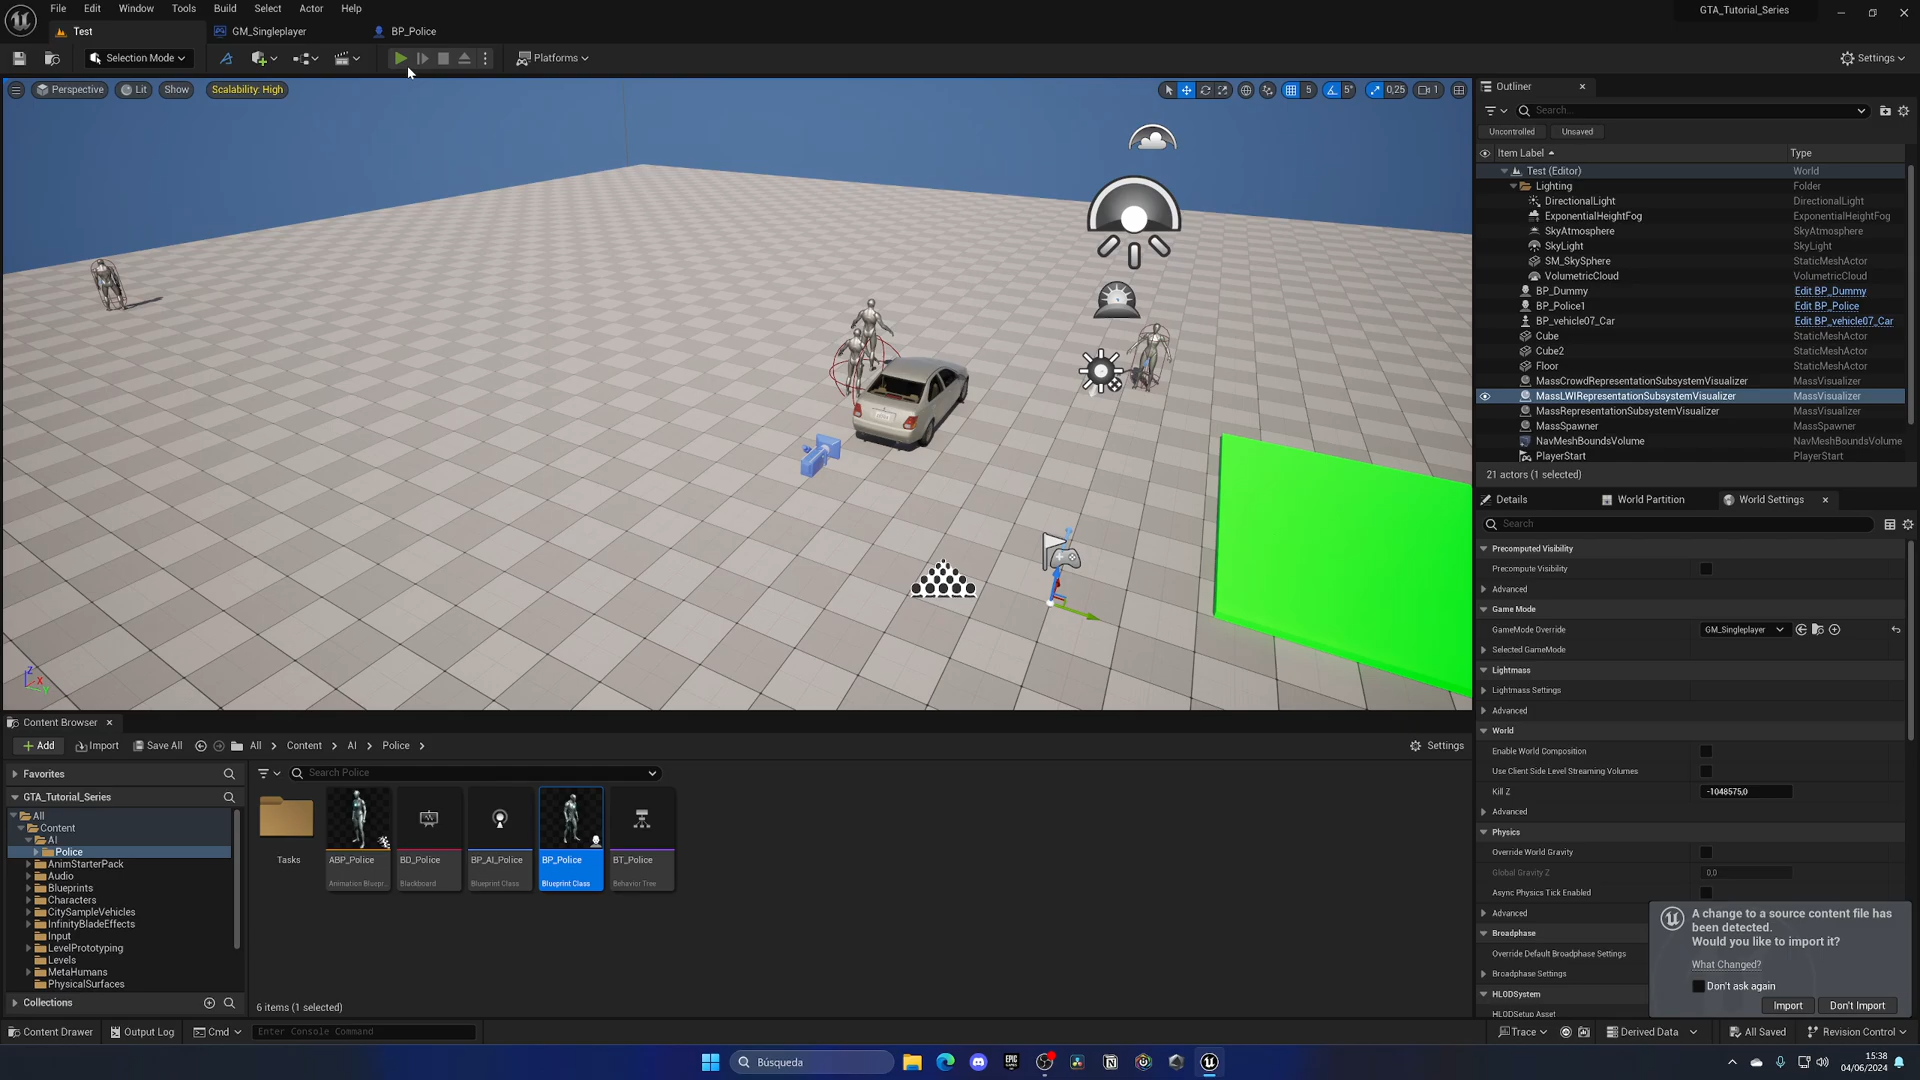 File Edit Window Tools Build Select Actor Help
GTA_Tutorial_Series
Test
GM_Singleplayer
BP_Police
Selection Mode
Platforms
Settings
Perspective
Lit
Show
Scalability: High
5
5°
0,25
1
Outliner
Search...
Uncontrolled
Unsaved
Item Label
Type
Test (Editor) World
Lighting Folder
DirectionalLight DirectionalLight
ExponentialHeightFog ExponentialHeightFog
SkyAtmosphere SkyAtmosphere
SkyLight SkyLight
SM_SkySphere StaticMeshActor
VolumetricCloud VolumetricCloud
BP_Dummy Edit BP_Dummy
BP_Police1 Edit BP_Police
BP_vehicle07_Car Edit BP_vehicle07_Car
Cube StaticMeshActor
Cube2 StaticMeshActor
Floor StaticMeshActor
MassCrowdRepresentationSubsystemVisualizer MassVisualizer
MassLWIRepresentationSubsystemVisualizer MassVisualizer
MassRepresentationSubsystemVisualizer MassVisualizer
MassSpawner MassSpawner
NavMeshBoundsVolume NavMeshBoundsVolume
PlayerStart PlayerStart
21 actors (1 selected)
Details
World Partition
World Settings
Search
Precomputed Visibility
Precompute Visibility
Advanced
Game Mode
GameMode Override GM_Singleplayer
Selected GameMode
Lightmass
Lightmass Settings
Advanced
World
Enable World Composition
Use Client Side Level Streaming Volumes
Kill Z -1048575,0
Advanced
Physics
Override World Gravity
Global Gravity Z 0,0
Async Physics Tick Enabled
Advanced
Broadphase
Override Default Broadphase Settings
Broadphase Settings
HLODSystem
HLODSetup Asset
A change to a source content file has
been detected.
Would you like to import it?
What Changed?
Don't ask again
Import
Don't Import
Z
X
Y
Content Browser
Add
Import
Save All
All
Content
AI
Police
Settings
Favorites
GTA_Tutorial_Series
All
Content
AI
Police
AnimStarterPack
Audio
Blueprints
Characters
CitySampleVehicles
InfinityBladeEffects
Input
LevelPrototyping
Levels
MetaHumans
PhysicalSurfaces
Collections
Search Police
Tasks
ABP_Police
Animation Bluepr
BD_Police
Blackboard
BP_AI_Police
Blueprint Class
BP_Police
Blueprint Class
BT_Police
Behavior Tree
6 items (1 selected)
Content Drawer
Output Log
Cmd
Enter Console Command
Trace
Derived Data
All Saved
Revision Control
Búsqueda
EPIC
15:38
04/06/2024